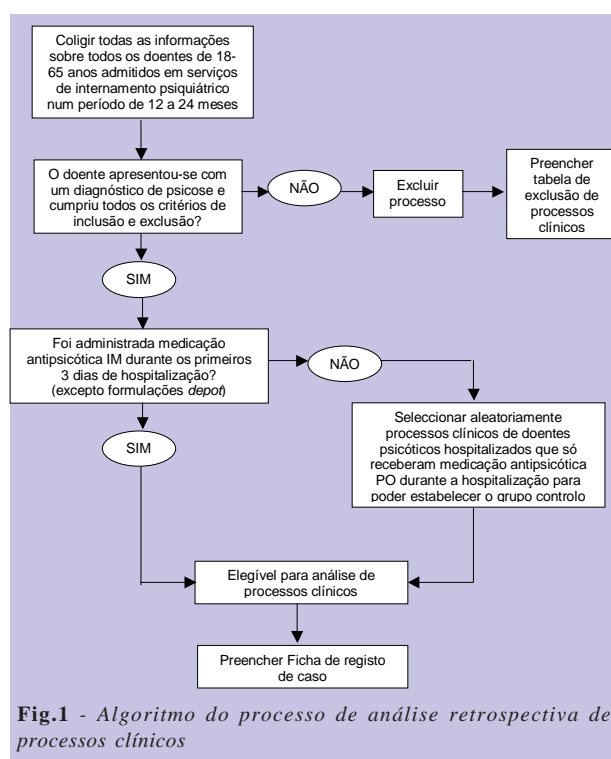 Coligir todas as informações
sobre todos os doentes de 18-
65 anos admitidos em serviços
de internamento psiquiátrico
num período de 12 a 24 meses
O doente apresentou-se com
um diagnóstico de psicose e
cumpriu todos os critérios de
inclusão e exclusão?
NÃO
Excluir
processo
Preencher
tabela de
exclusão de
processos
clínicos
SIM
Foi administrada medicação
antipsicótica IM durante os primeiros
3 dias de hospitalização?
(excepto formulações depot)
NÃO
SIM
Seleccionar aleatoriamente
processos clínicos de doentes
psicóticos hospitalizados que só
receberam medicação antipsicótica
PO durante a hospitalização para
poder estabelecer o grupo controlo
Elegível para análise de
processos clínicos
Preencher Ficha de registo
de caso
Fig.1 - Algoritmo do processo de análise retrospectiva de
processos clínicos